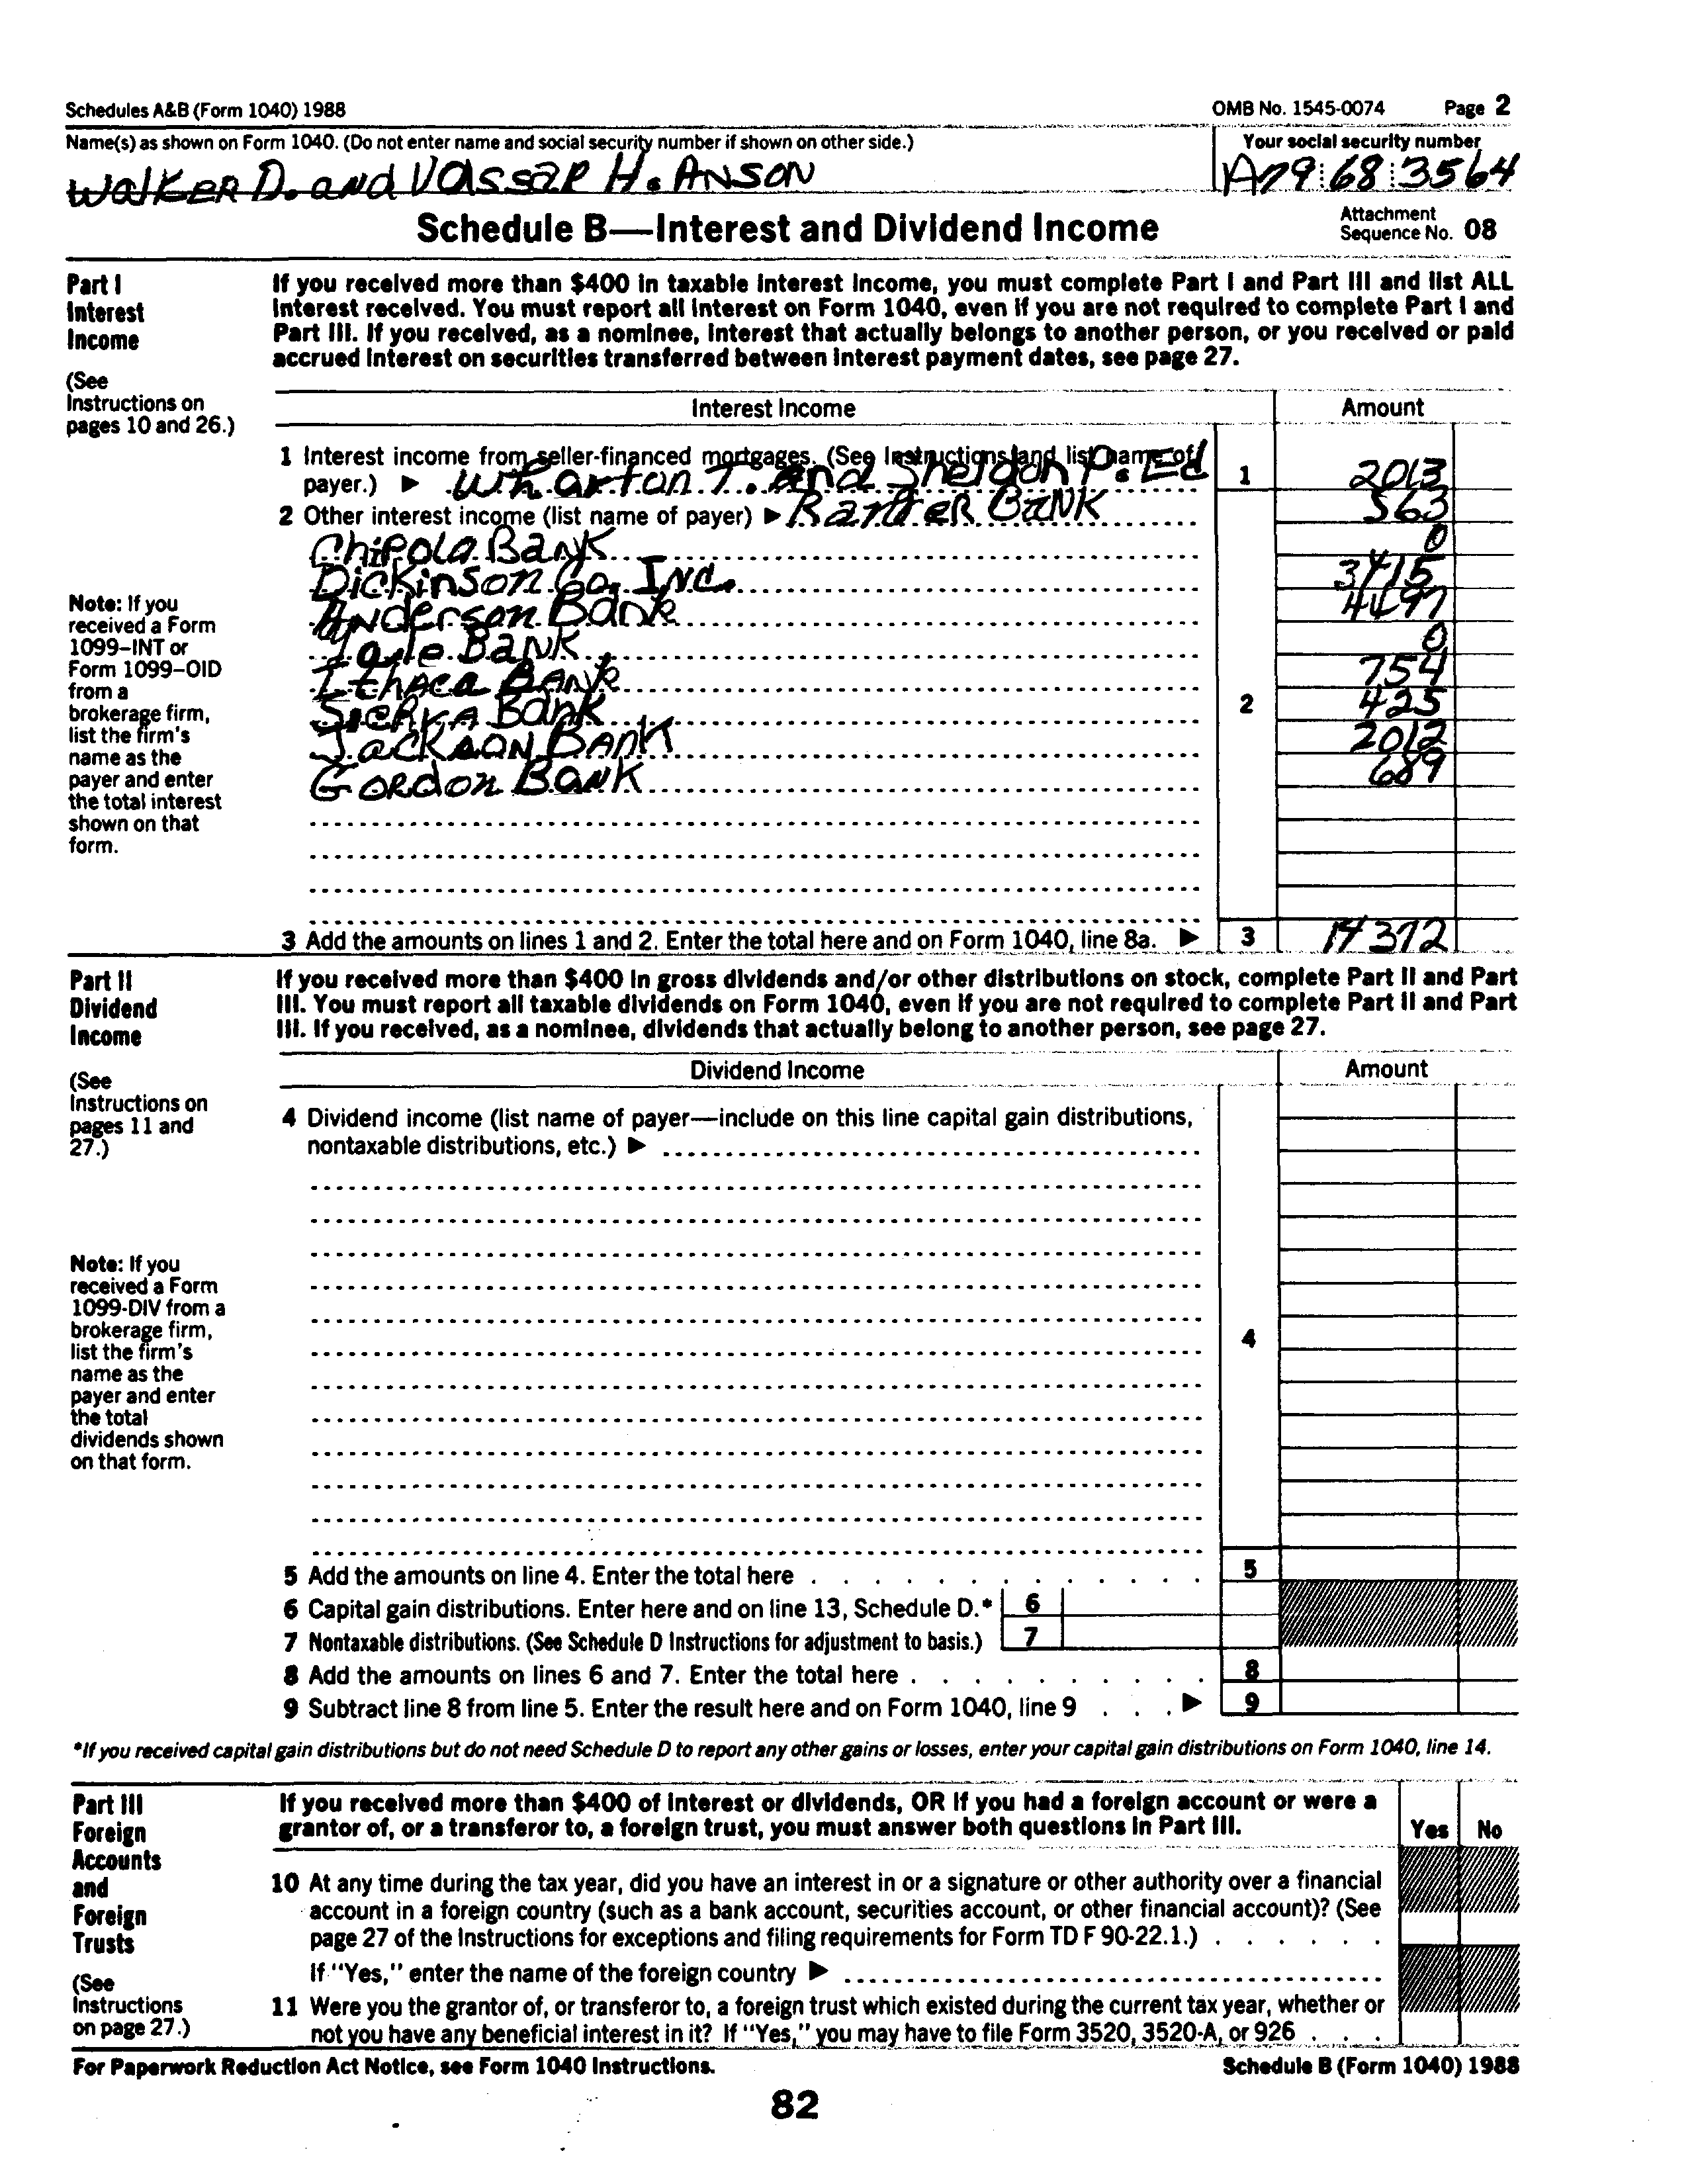 Schedules A&B (Form 1040) 1988 OMB No. 1545-0074 Page 2
Name(s) as shown on Form 1040. (Do not enter name and social security number if shown on other side.) Your social security number
Walker D. and Vassar H. Anson 68 3564
Schedule B—Interest and Dividend Income Attachment Sequence No. 08
Part I
Interest
Income
(See
Instructions on
pages 10 and 26.)
If you received more than $400 in taxable interest income, you must complete Part I and Part III and list ALL
interest received. You must report all interest on Form 1040, even if you are not required to complete Part I and
Part III. If you received, as a nominee, interest that actually belongs to another person, or you received or paid
accrued interest on securities transferred between interest payment dates, see page 27.
Interest Income Amount
1 Interest income from seller-financed mortgages. (See Instructions and list name of
payer.) ▶ Wharton T. and Sheldon P. Ed 1 2013
2 Other interest income (list name of payer) ▶ Banner Bank 563
Chipola Bank 0
Dickinson Co. Inc. 3415
Anderson Bank 4497
Yale Bank 0
Ithaca Bank 754
Sierra Bank 2 425
Jackson Bank 2012
Gordon Bank 689
Note: If you
received a Form
1099-INT or
Form 1099-OID
from a
brokerage firm,
list the firm's
name as the
payer and enter
the total interest
shown on that
form.
3 Add the amounts on lines 1 and 2. Enter the total here and on Form 1040, line 8a. ▶ 3 14372
Part II
Dividend
Income
(See
Instructions on
pages 11 and
27.)
If you received more than $400 in gross dividends and/or other distributions on stock, complete Part II and Part
III. You must report all taxable dividends on Form 1040, even if you are not required to complete Part II and Part
III. If you received, as a nominee, dividends that actually belong to another person, see page 27.
Dividend Income Amount
4 Dividend income (list name of payer—include on this line capital gain distributions,
nontaxable distributions, etc.) ▶
Note: If you
received a Form
1099-DIV from a
brokerage firm,
list the firm's
name as the
payer and enter
the total
dividends shown
on that form.
4
5 Add the amounts on line 4. Enter the total here 5
6 Capital gain distributions. Enter here and on line 13, Schedule D.* 6
7 Nontaxable distributions. (See Schedule D Instructions for adjustment to basis.) 7
8 Add the amounts on lines 6 and 7. Enter the total here 8
9 Subtract line 8 from line 5. Enter the result here and on Form 1040, line 9 ▶ 9
*If you received capital gain distributions but do not need Schedule D to report any other gains or losses, enter your capital gain distributions on Form 1040, line 14.
Part III
Foreign
Accounts
and
Foreign
Trusts
(See
Instructions
on page 27.)
If you received more than $400 of interest or dividends, OR if you had a foreign account or were a
grantor of, or a transferor to, a foreign trust, you must answer both questions in Part III. Yes No
10 At any time during the tax year, did you have an interest in or a signature or other authority over a financial
account in a foreign country (such as a bank account, securities account, or other financial account)? (See
page 27 of the Instructions for exceptions and filing requirements for Form TD F 90-22.1.)
If "Yes," enter the name of the foreign country ▶
11 Were you the grantor of, or transferor to, a foreign trust which existed during the current tax year, whether or
not you have any beneficial interest in it? If "Yes," you may have to file Form 3520, 3520-A, or 926
For Paperwork Reduction Act Notice, see Form 1040 Instructions. Schedule B (Form 1040) 1988
82